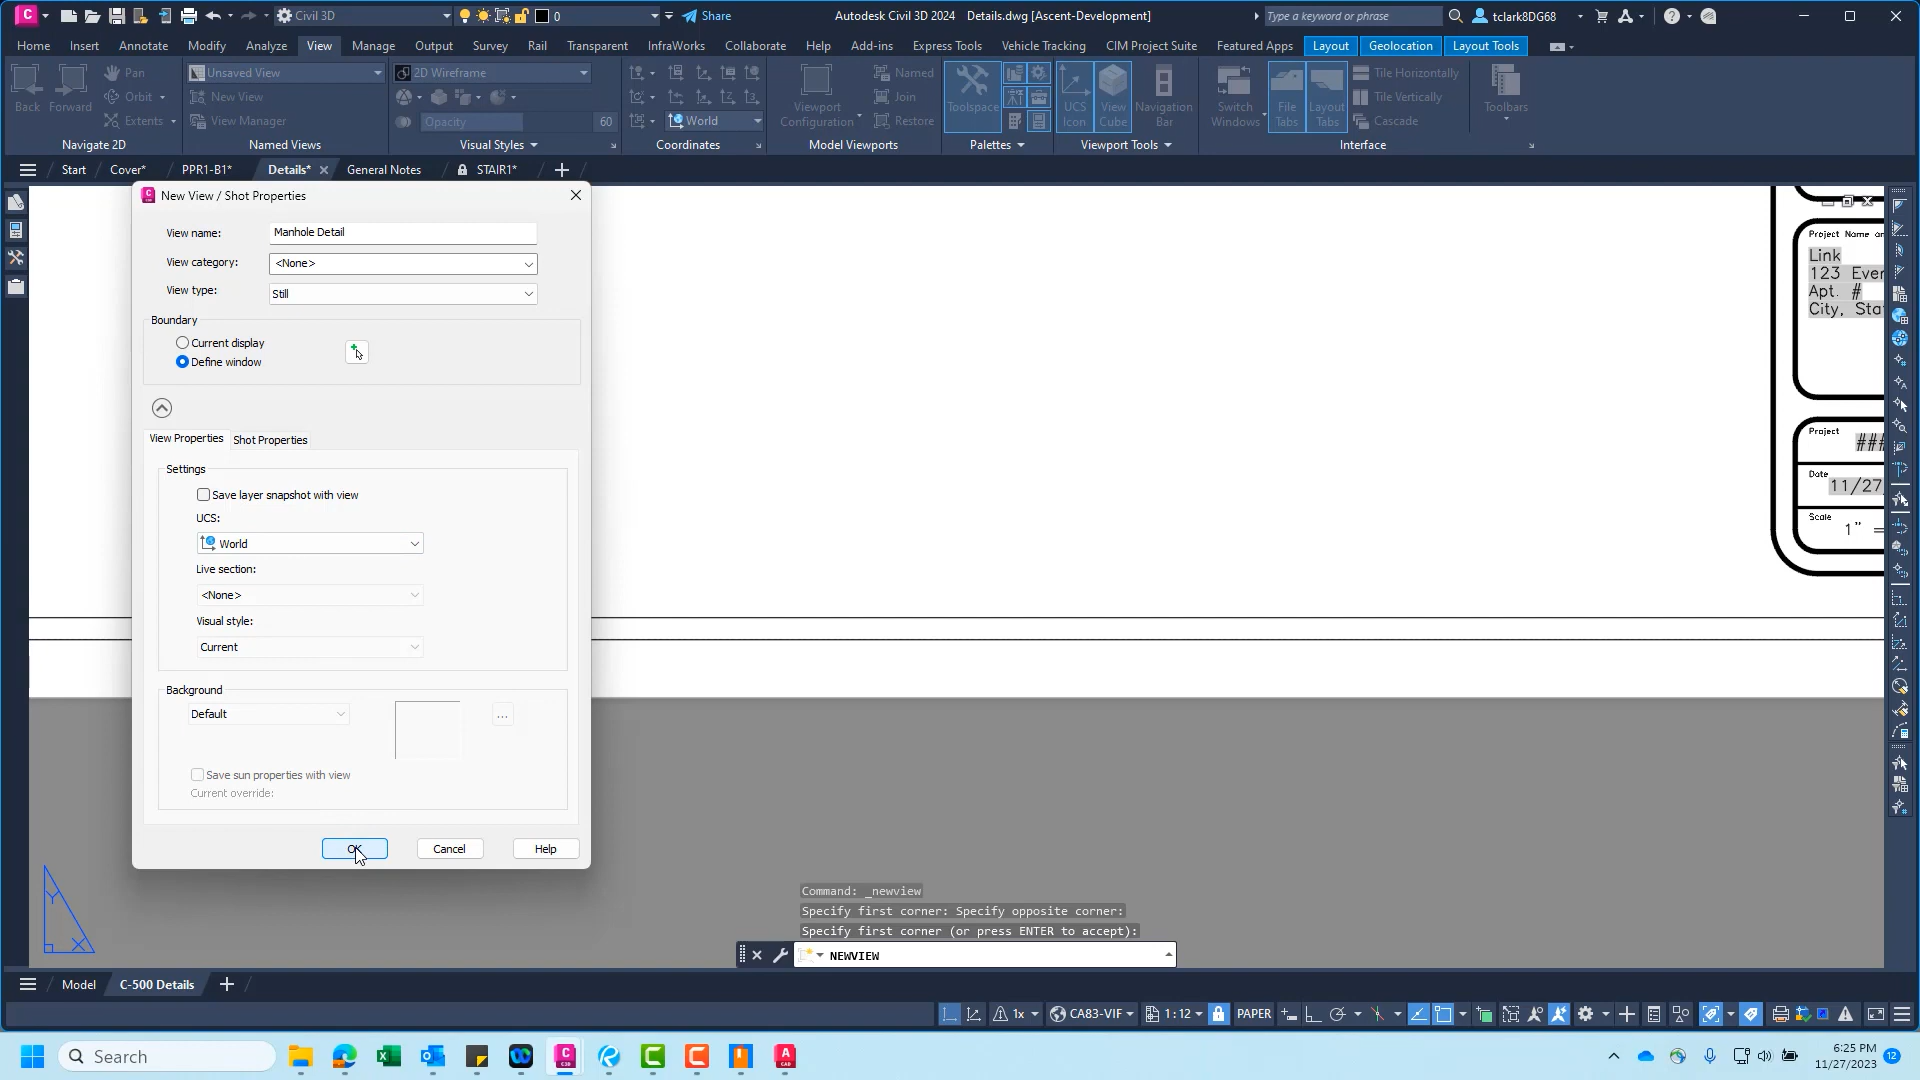 Civil 3D
0
Share
Autodesk Civil 3D 2024 Details.dwg [Ascent-Development]
Type a keyword or phrase
tclark8DG68
Home Insert Annotate Modify Analyze View Manage Output Survey Rail Transparent InfraWorks Collaborate Help Add-ins Express Tools Vehicle Tracking CIM Project Suite Featured Apps Layout Geolocation Layout Tools
Back
Forward
Pan
Orbit
Extents
Navigate 2D
Unsaved View
New View
View Manager
Named Views
2D Wireframe
Opacity 60
Visual Styles
World
Coordinates
Viewport
Configuration
Named
Join
Restore
Model Viewports
Toolspace
Palettes
UCS
Icon
View
Cube
Navigation
Bar
Viewport Tools
Switch
Windows
File
Tabs
Layout
Tabs
Tile Horizontally
Tile Vertically
Cascade
Interface
Toolbars
Start Cover* PPR1-B1* Details* General Notes STAIR1*
New View / Shot Properties
View name: Manhole Detail
View category: <None>
View type: Still
Boundary
Current display
Define window
View Properties Shot Properties
Settings
Save layer snapshot with view
UCS:
World
Live section:
<None>
Visual style:
Current
Background
Default
...
Save sun properties with view
Current override:
OK Cancel Help
Project Name
Link
123 Ever
Apt. #
City, Stat
Project
###
Date
11/27/
Scale
1" =
Y
X
Command: _newview
Specify first corner: Specify opposite corner:
Specify first corner (or press ENTER to accept):
NEWVIEW
Model C-500 Details
1x CA83-VIF 1:12 PAPER
Search
6:25 PM
11/27/2023
12